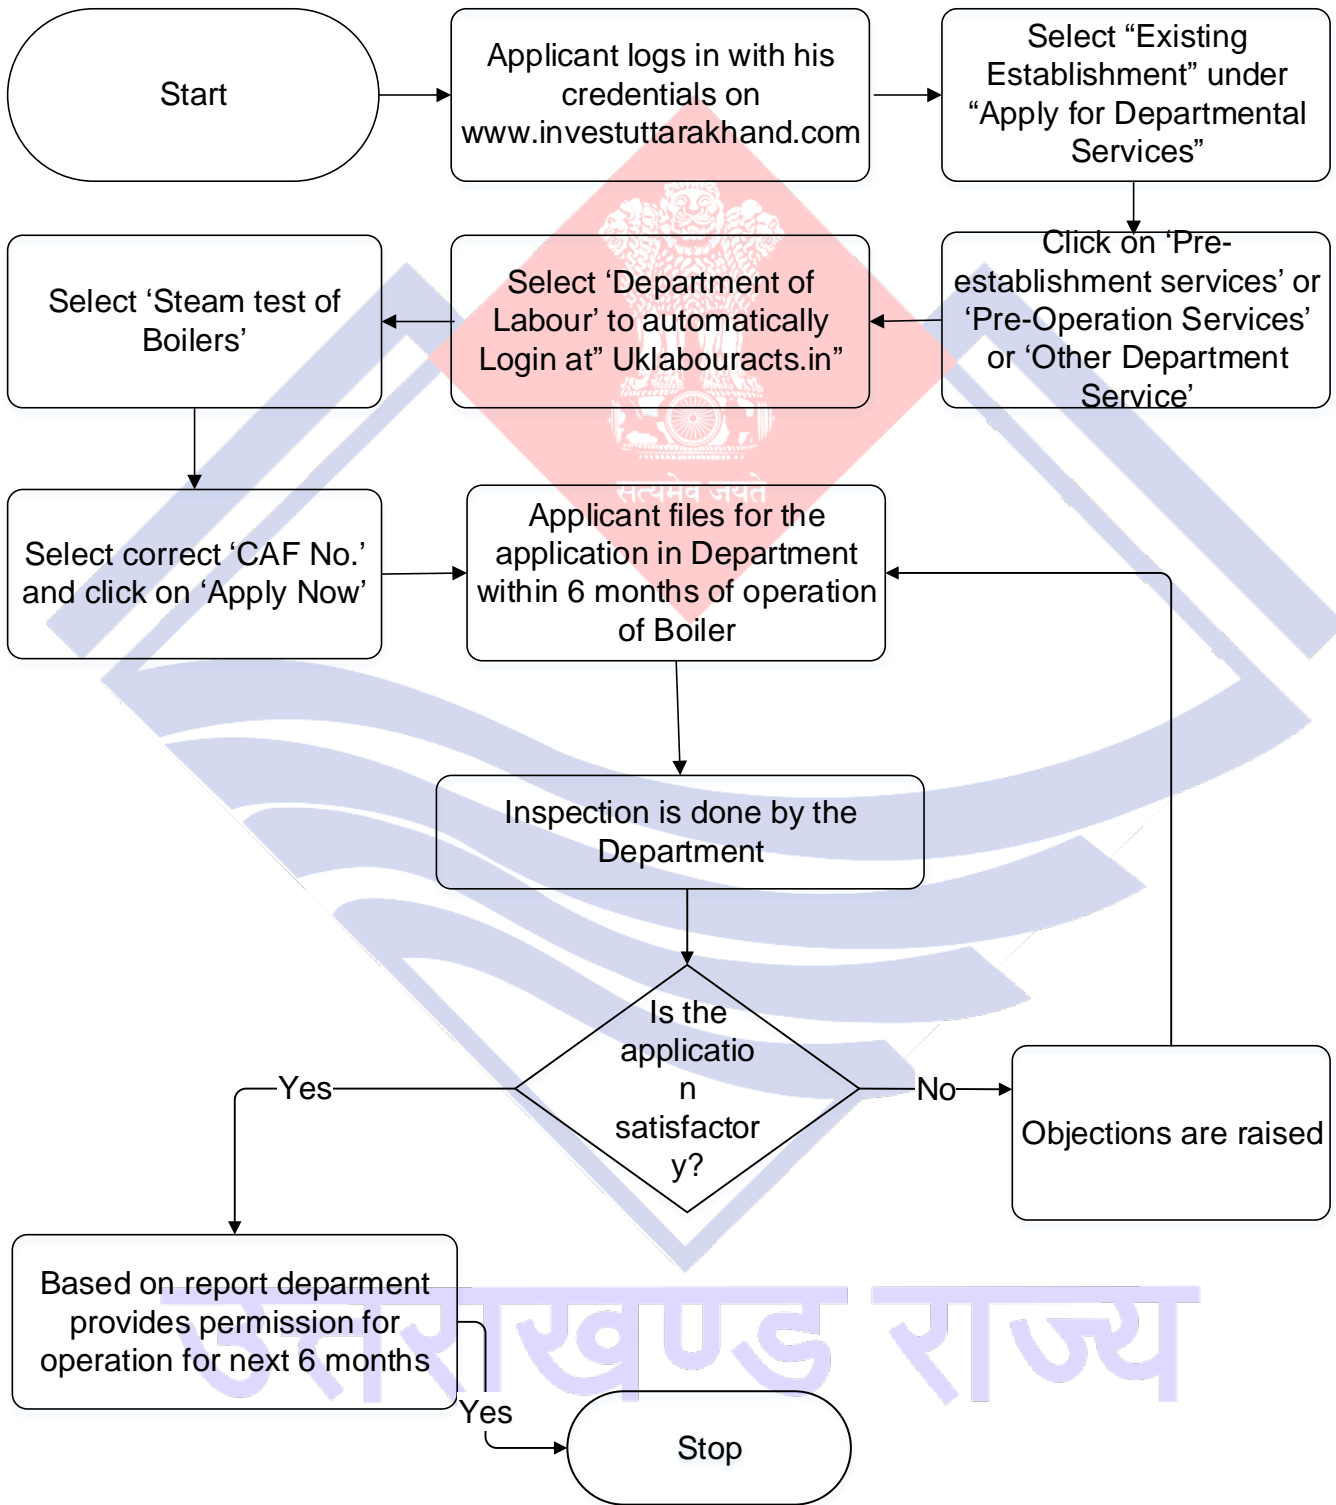 Start
Applicant logs in with his
credentials on
www.investuttarakhand.com
Select “Existing
Establishment” under
“Apply for Departmental
Services”
Click on ‘Pre-
establishment services’ or
‘Pre-Operation Services’
or ‘Other Department
Service’
Select ‘Department of
Labour’ to automatically
Login at” Uklabouracts.in”
Select ‘Steam test of
Boilers’
Select correct ‘CAF No.’
and click on ‘Apply Now’
सत्यमेव जयते
Applicant files for the
application in Department
within 6 months of operation
of Boiler
Inspection is done by the
Department
Is the
applicatio
n
satisfactor
y?
Yes
No
Objections are raised
Based on report deparment
provides permission for
operation for next 6 months
उत्तराखण्ड राज्य
Yes
Stop